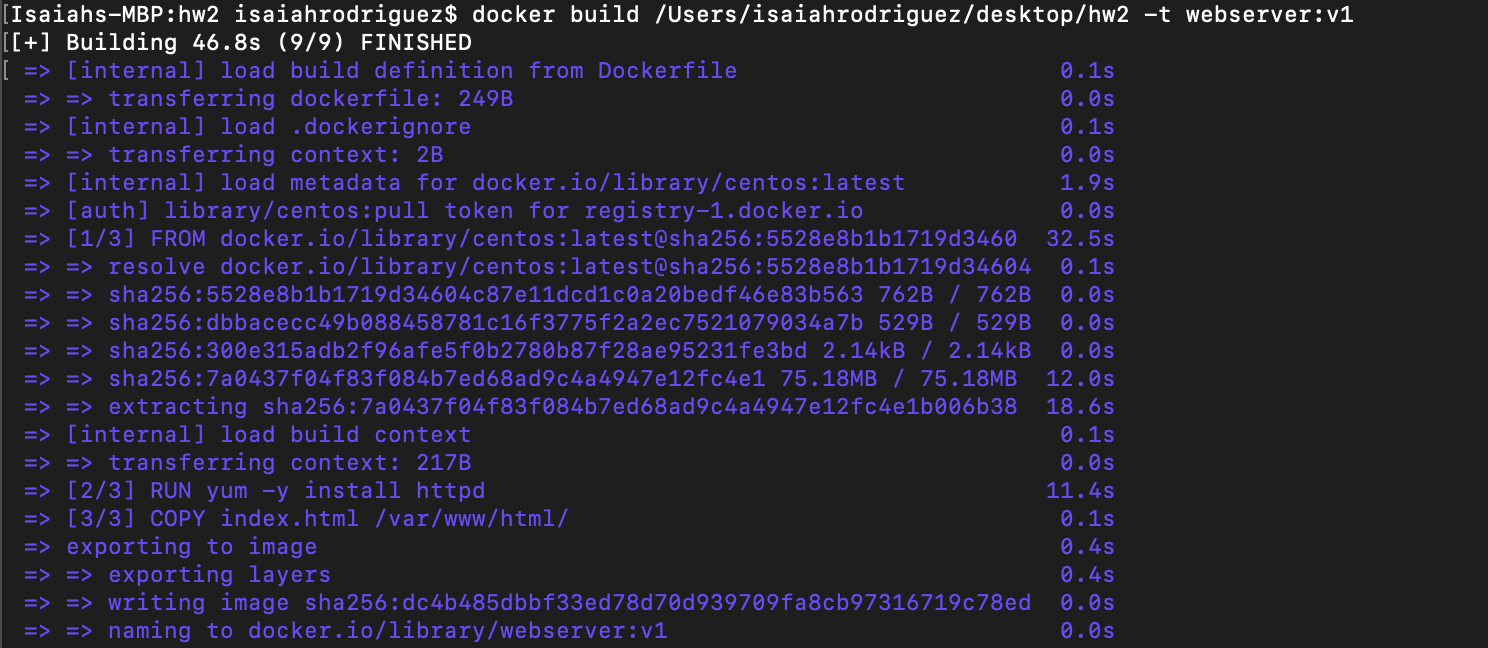 [Isaiahs-MBP:hw2 isaiahrodriguez$ docker build /Users/isaiahrodriguez/desktop/hw2 -t webserver:v1
[[+] Building 46.8s (9/9) FINISHED
[ => [internal] load build definition from Dockerfile 0.1s
=> => transferring dockerfile: 249B 0.0s
=> [internal] load .dockerignore 0.1s
=> => transferring context: 2B 0.0s
=> [internal] load metadata for docker.io/library/centos:latest 1.9s
=> [auth] library/centos:pull token for registry-1.docker.io 0.0s
=> [1/3] FROM docker.io/library/centos:latest@sha256:5528e8b1b1719d3460 32.5s
=> => resolve docker.io/library/centos:latest@sha256:5528e8b1b1719d34604 0.1s
=> => sha256:5528e8b1b1719d34604c87e11dcd1c0a20bedf46e83b563 762B / 762B 0.0s
=> => sha256:dbbacecc49b088458781c16f3775f2a2ec7521079034a7b 529B / 529B 0.0s
=> => sha256:300e315adb2f96afe5f0b2780b87f28ae95231fe3bd 2.14kB / 2.14kB 0.0s
=> => sha256:7a0437f04f83f084b7ed68ad9c4a4947e12fc4e1 75.18MB / 75.18MB 12.0s
=> => extracting sha256:7a0437f04f83f084b7ed68ad9c4a4947e12fc4e1b006b38 18.6s
=> [internal] load build context 0.1s
=> => transferring context: 217B 0.0s
=> [2/3] RUN yum -y install httpd 11.4s
=> [3/3] COPY index.html /var/www/html/ 0.1s
=> exporting to image 0.4s
=> => exporting layers 0.4s
=> => writing image sha256:dc4b485dbbf33ed78d70d939709fa8cb97316719c78ed 0.0s
=> => naming to docker.io/library/webserver:v1 0.0s